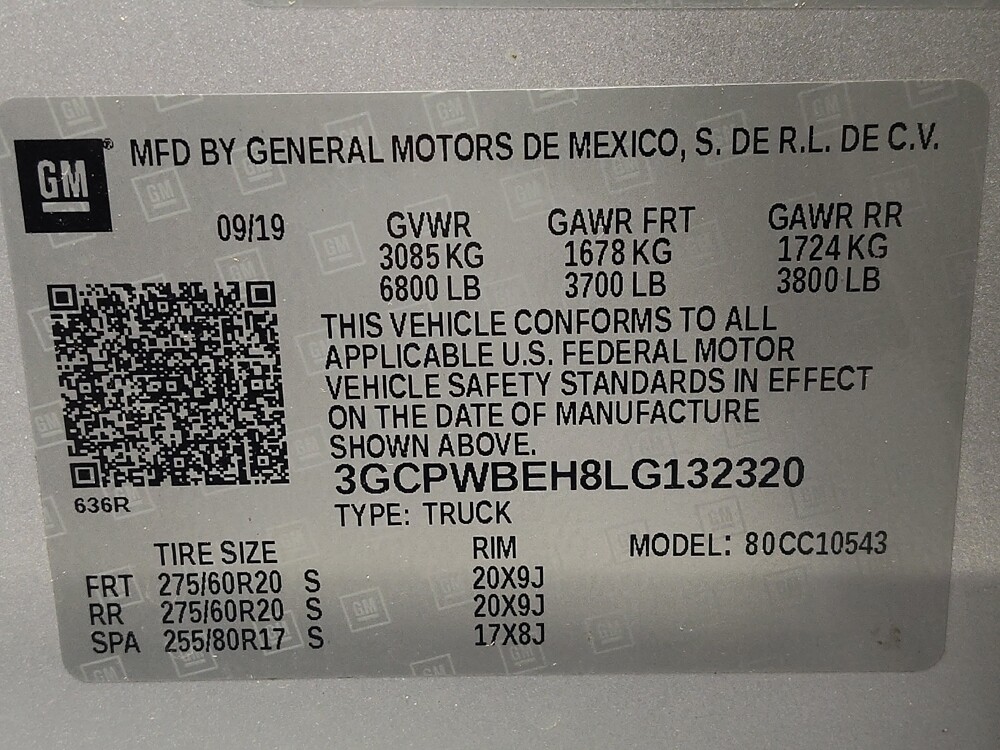 GM® MFD BY GENERAL MOTORS DE MEXICO, S. DE R.L. DE C.V.
09/19 GVWR GAWR FRT GAWR RR
3085 KG 1678 KG 1724 KG
6800 LB 3700 LB 3800 LB
THIS VEHICLE CONFORMS TO ALL
APPLICABLE U.S. FEDERAL MOTOR
VEHICLE SAFETY STANDARDS IN EFFECT
ON THE DATE OF MANUFACTURE
SHOWN ABOVE.
3GCPWBEH8LG132320
636R
TYPE: TRUCK
TIRE SIZE RIM MODEL: 80CC10543
FRT 275/60R20 S 20X9J
RR 275/60R20 S 20X9J
SPA 255/80R17 S 17X8J